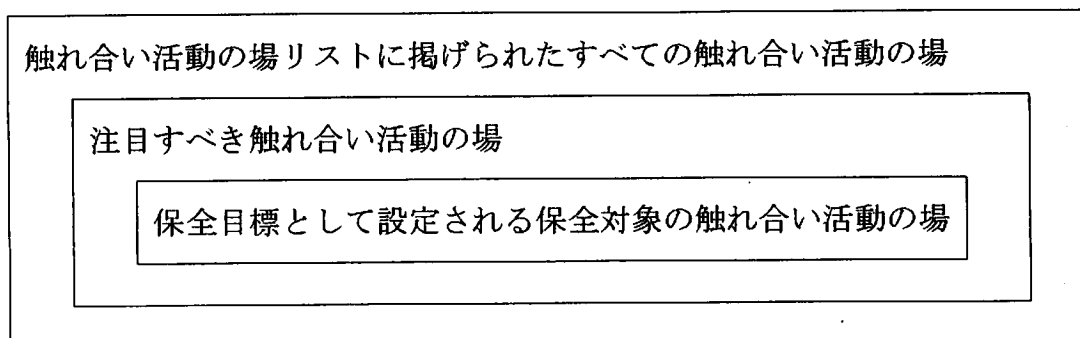 触れ合い活動の場リストに掲げられたすべての触れ合い活動の場
注目すべき触れ合い活動の場
保全目標として設定される保全対象の触れ合い活動の場